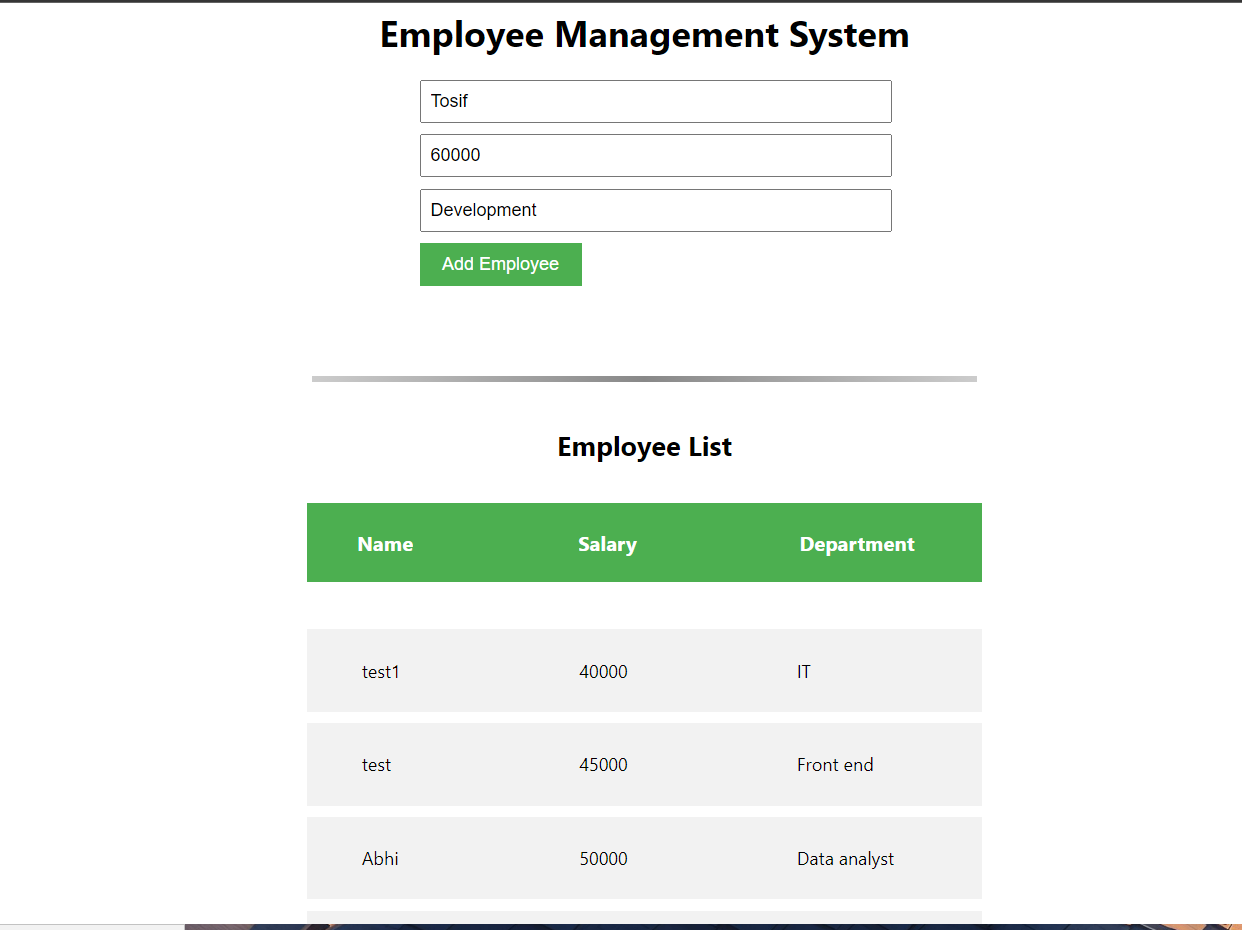 Employee Management System
Tosif
60000
Development
Add Employee
Employee List
Name Salary Department
test1 40000 IT
test 45000 Front end
Abhi 50000 Data analyst